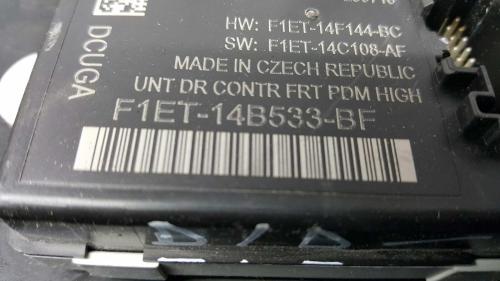 HW: F1ET-14F144-BC
SW: F1ET-14C108-AF
MADE IN CZECH REPUBLIC
UNT DR CONTR FRT PDM HIGH
F1ET-14B533-BF
DCUGA